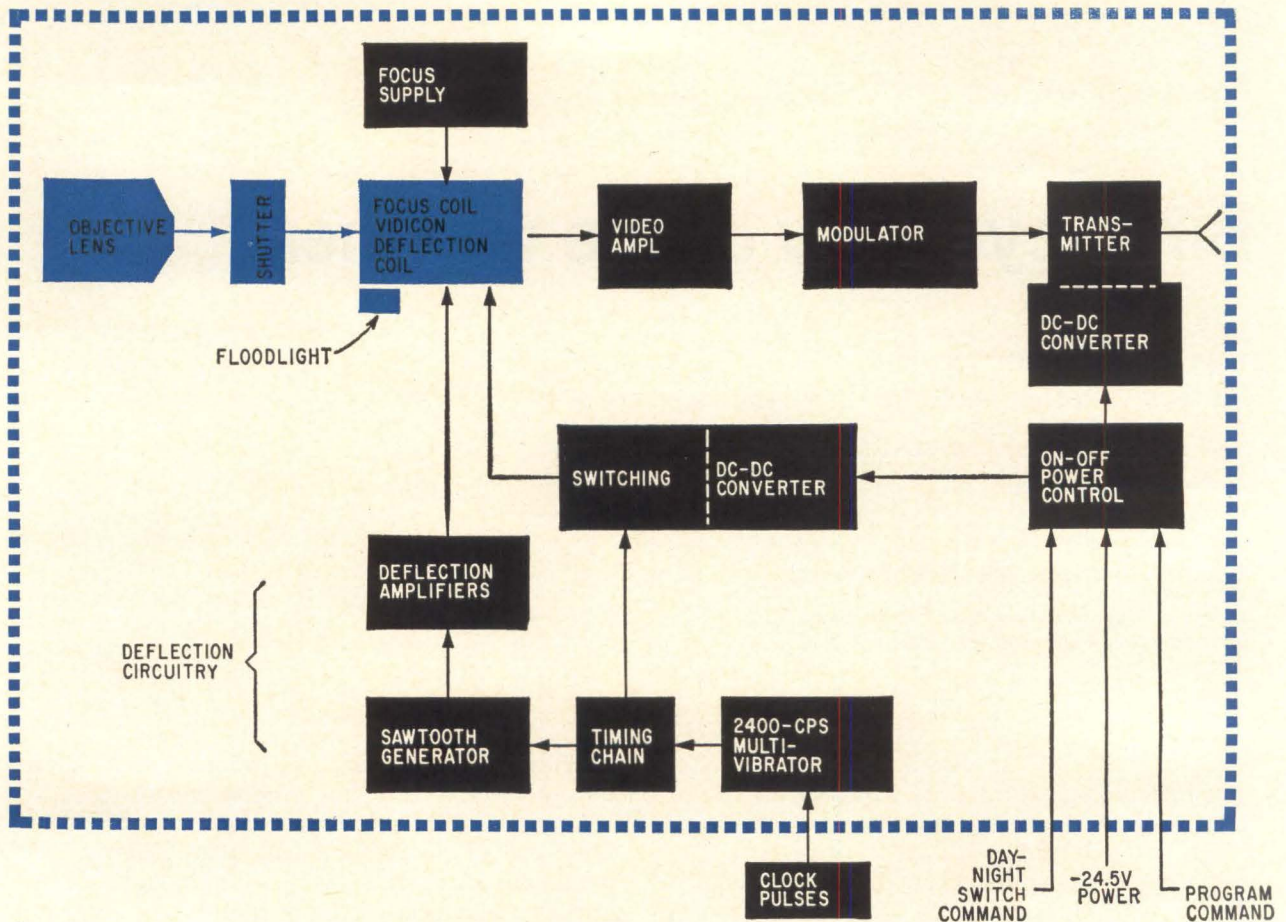 FOCUS
SUPPLY
OBJECTIVE
LENS
SHUTTER
FOCUS COIL
VIDICON
DEFLECTION
COIL
VIDEO
AMPL
MODULATOR
TRANS-
MITTER
FLOODLIGHT
DC-DC
CONVERTER
SWITCHING
DC-DC
CONVERTER
ON-OFF
POWER
CONTROL
DEFLECTION
AMPLIFIERS
DEFLECTION
CIRCUITRY
SAWTOOTH
GENERATOR
TIMING
CHAIN
2400-CPS
MULTI-
VIBRATOR
CLOCK
PULSES
DAY-
NIGHT
SWITCH
COMMAND
-24.5V
POWER
PROGRAM
COMMAND